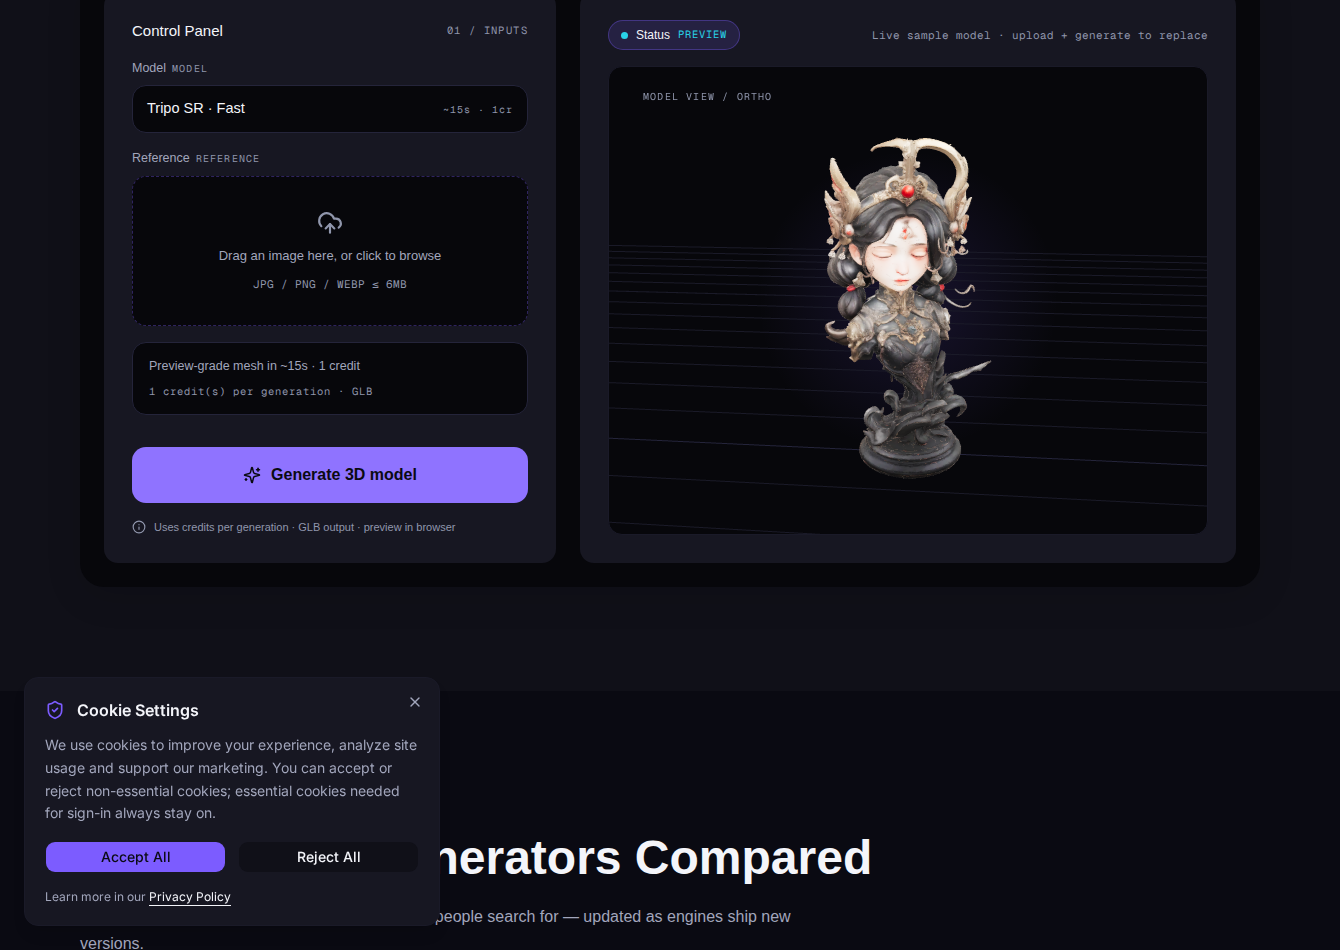 Control Panel
01 / INPUTS
Model MODEL
Tripo SR · Fast
~15s · 1cr
Reference REFERENCE
Drag an image here, or click to browse
JPG / PNG / WEBP ≤ 6MB
Preview-grade mesh in ~15s · 1 credit
1 credit(s) per generation · GLB
Generate 3D model
Uses credits per generation · GLB output · preview in browser
Status PREVIEW
Live sample model · upload + generate to replace
MODEL VIEW / ORTHO
Cookie Settings
We use cookies to improve your experience, analyze site
usage and support our marketing. You can accept or
reject non-essential cookies; essential cookies needed
for sign-in always stay on.
Accept All
Reject All
Learn more in our Privacy Policy
nerators Compared
people search for — updated as engines ship new
versions.